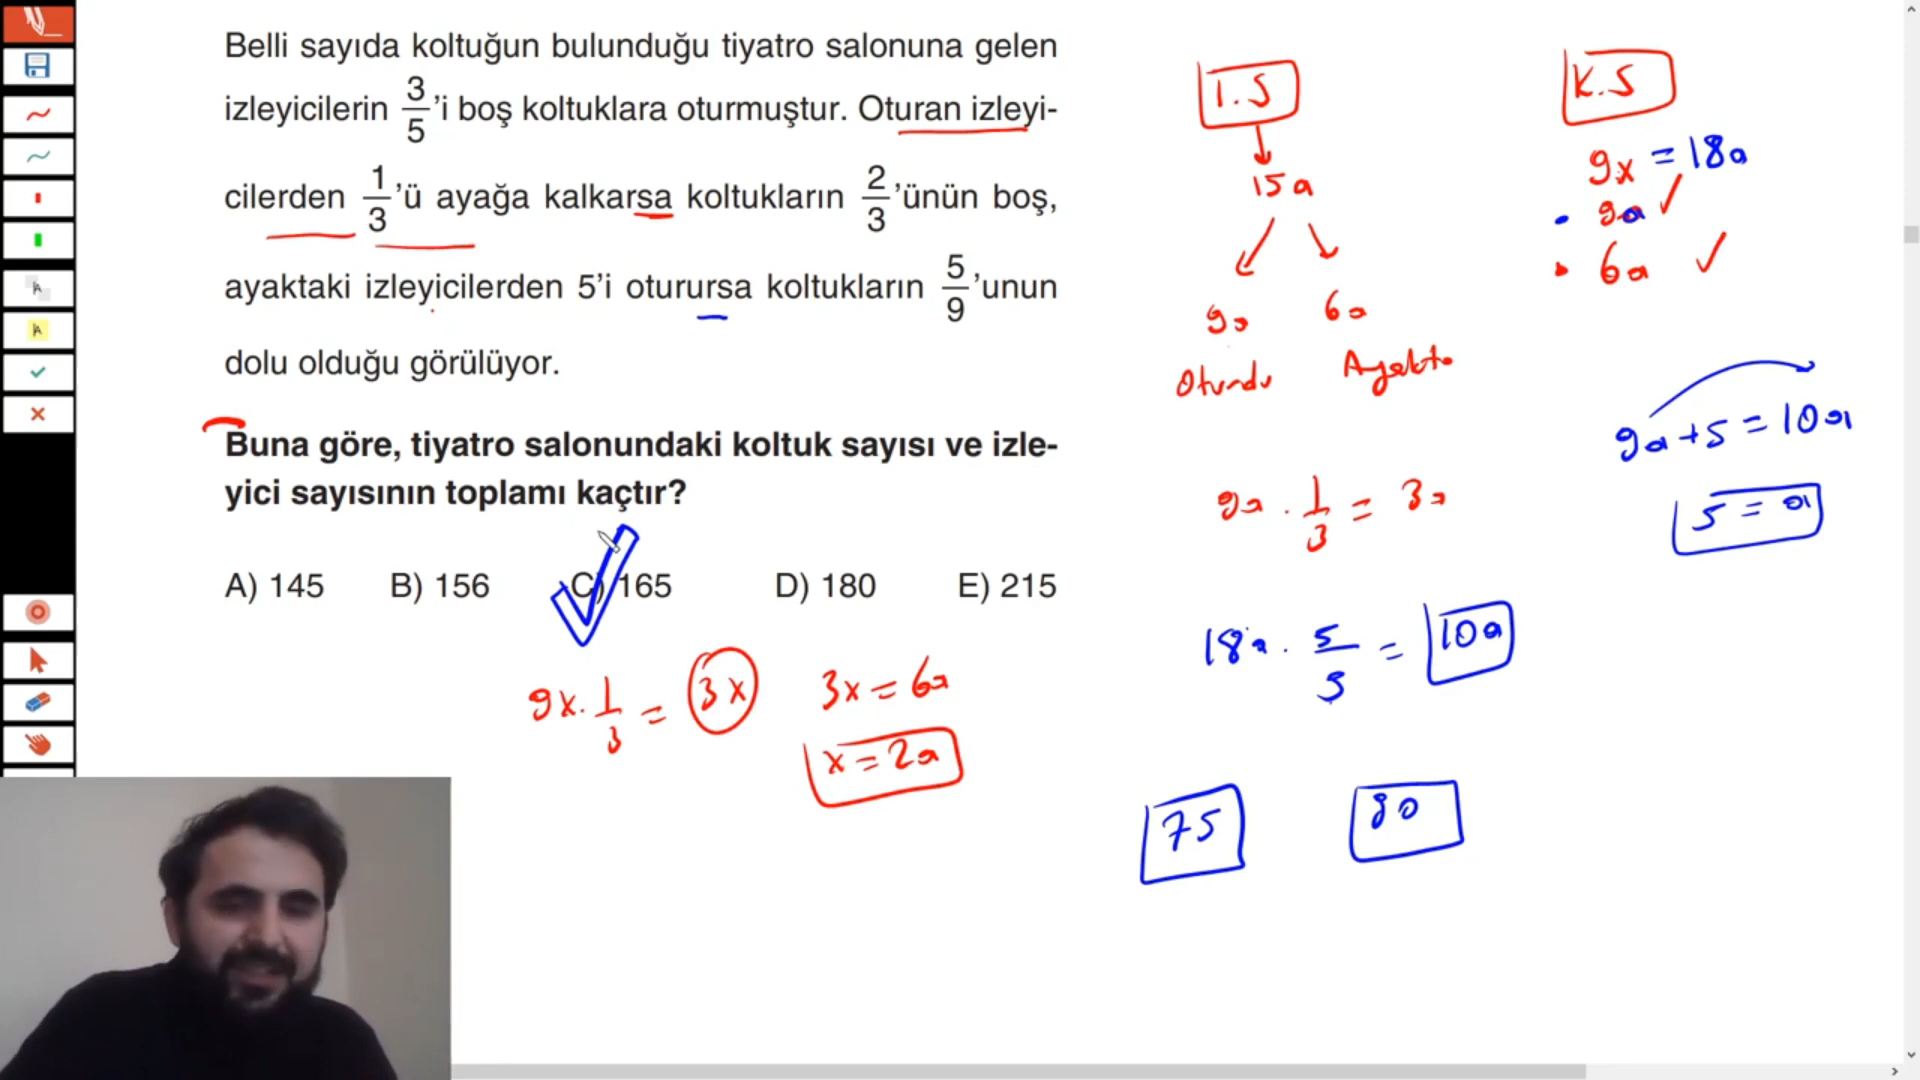 Belli sayıda koltuğun bulunduğu tiyatro salonuna gelen
izleyicilerin 3/5'i boş koltuklara oturmuştur. Oturan izleyi-
cilerden 1/3'ü ayağa kalkarsa koltukların 2/3'ünün boş,
ayaktaki izleyicilerden 5'i oturursa koltukların 5/9'unun
dolu olduğu görülüyor.
Buna göre, tiyatro salonundaki koltuk sayısı ve izle-
yici sayısının toplamı kaçtır?
A) 145 B) 156 C) 165 D) 180 E) 215
9x · 1/3 = 3x
3x = 6a
x = 2a
İ.S
15a
9a 6a
Oturdu Ayakta
9a · 1/3 = 3a
18a · 5/9 = 10a
75 90
K.S
9x = 18a
9a
6a
9a + 5 = 10a
5 = a